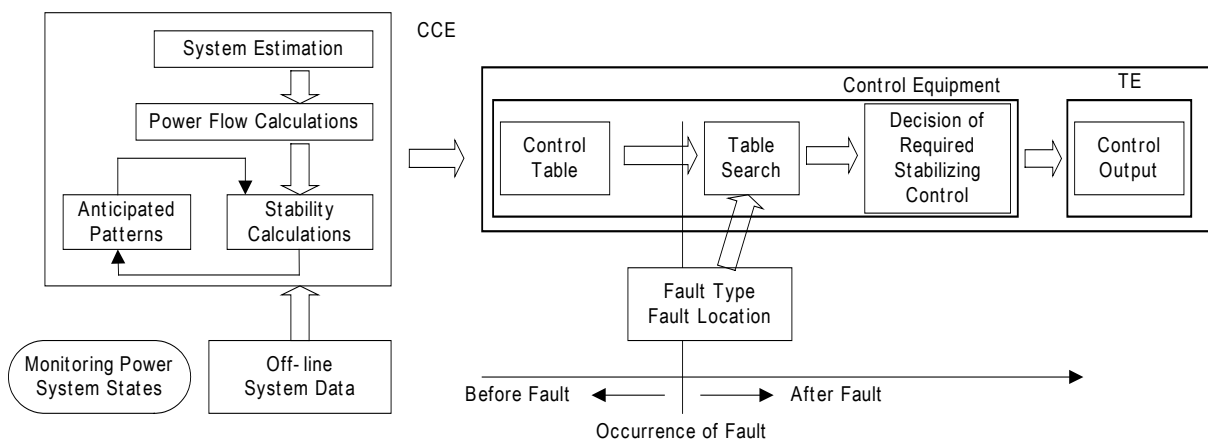 CCE
System Estimation
Power Flow Calculations
Anticipated
Patterns
Stability
Calculations
Monitoring Power
System States
Off-line
System Data
Control Equipment
TE
Control
Table
Table
Search
Decision of
Required
Stabilizing
Control
Control
Output
Fault Type
Fault Location
Before Fault
After Fault
Occurrence of Fault